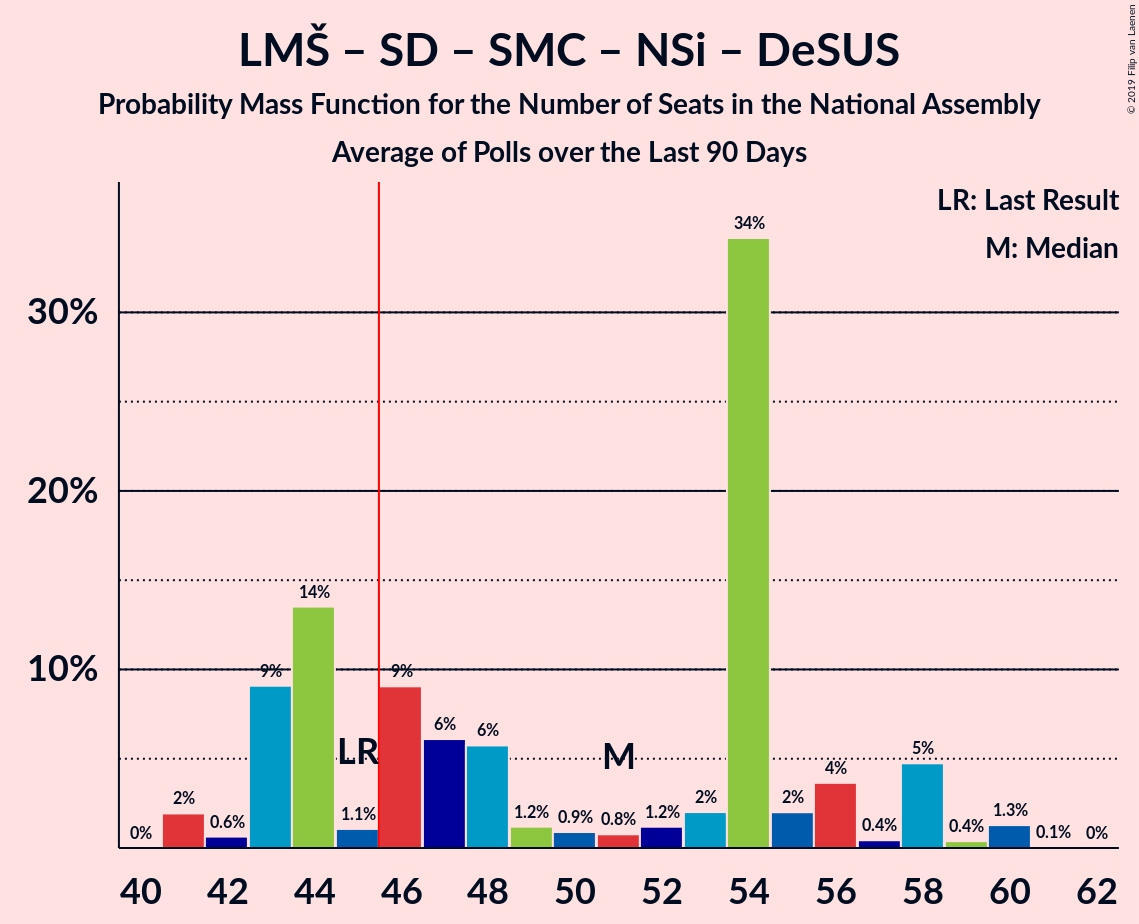 LMŠ – SD – SMC – NSi – DeSUS
Probability Mass Function for the Number of Seats in the National Assembly
Average of Polls over the Last 90 Days
© 2019 Filip van Laenen
LR: Last Result
M: Median
34%
30%
20%
14%
10%
9%
9%
6%
6%
5%
LR
M
4%
2%
0.6%
0%
1.1%
1.2%
0.9%
0.8%
1.2%
2%
2%
0.4%
0.4%
1.3%
0.1%
0%
40 42 44 46 48 50 52 54 56 58 60 62